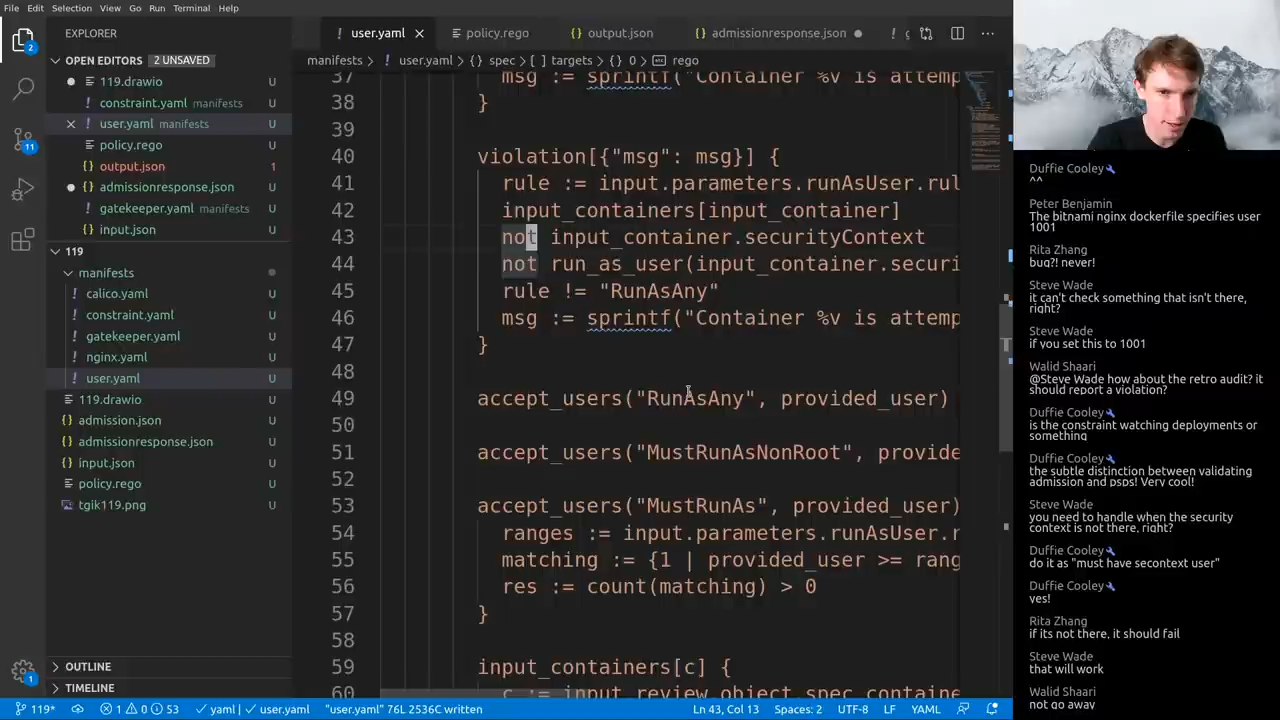 File Edit Selection View Go Run Terminal Help
EXPLORER
OPEN EDITORS 2 UNSAVED
119.drawio U
constraint.yaml manifests U
user.yaml manifests U
policy.rego U
output.json U
admissionresponse.json U
gatekeeper.yaml manifests U
input.json U
119
manifests
calico.yaml U
constraint.yaml U
gatekeeper.yaml U
nginx.yaml U
user.yaml U
119.drawio U
admission.json U
admissionresponse.json U
input.json U
policy.rego U
tgik119.png U
OUTLINE
TIMELINE
2
11
1
! user.yaml policy.rego {} output.json {} admissionresponse.json ! g
manifests > ! user.yaml > {} spec > [ ] targets > {} 0 > rego
37 msg := sprintf("Container %v is attemp
38 }
39
40 violation[{"msg": msg}] {
41 rule := input.parameters.runAsUser.rul
42 input_containers[input_container]
43 not input_container.securityContext
44 not run_as_user(input_container.securi
45 rule != "RunAsAny"
46 msg := sprintf("Container %v is attemp
47 }
48
49 accept_users("RunAsAny", provided_user)
50
51 accept_users("MustRunAsNonRoot", provide
52
53 accept_users("MustRunAs", provided_user)
54 ranges := input.parameters.runAsUser.r
55 matching := {1 | provided_user >= rang
56 res := count(matching) > 0
57 }
58
59 input_containers[c] {
60 c := input.review.object.spec.containe
119* 1 0 53 yaml | user.yaml "user.yaml" 76L 2536C written Ln 43, Col 13 Spaces: 2 UTF-8 LF YAML
Duffie Cooley
^^
Peter Benjamin
The bitnami nginx dockerfile specifies user
1001
Rita Zhang
bug?! never!
Steve Wade
it can't check something that isn't there,
right?
Steve Wade
if you set this to 1001
Walid Shaari
@Steve Wade how about the retro audit? it
should report a violation?
Duffie Cooley
is the constraint watching deployments or
something
Duffie Cooley
the subtle distinction between validating
admission and psps! Very cool!
Steve Wade
you need to handle when the security
context is not there, right?
Duffie Cooley
do it as "must have secontext user"
Duffie Cooley
yes!
Rita Zhang
if its not there, it should fail
Steve Wade
that will work
Walid Shaari
not go away